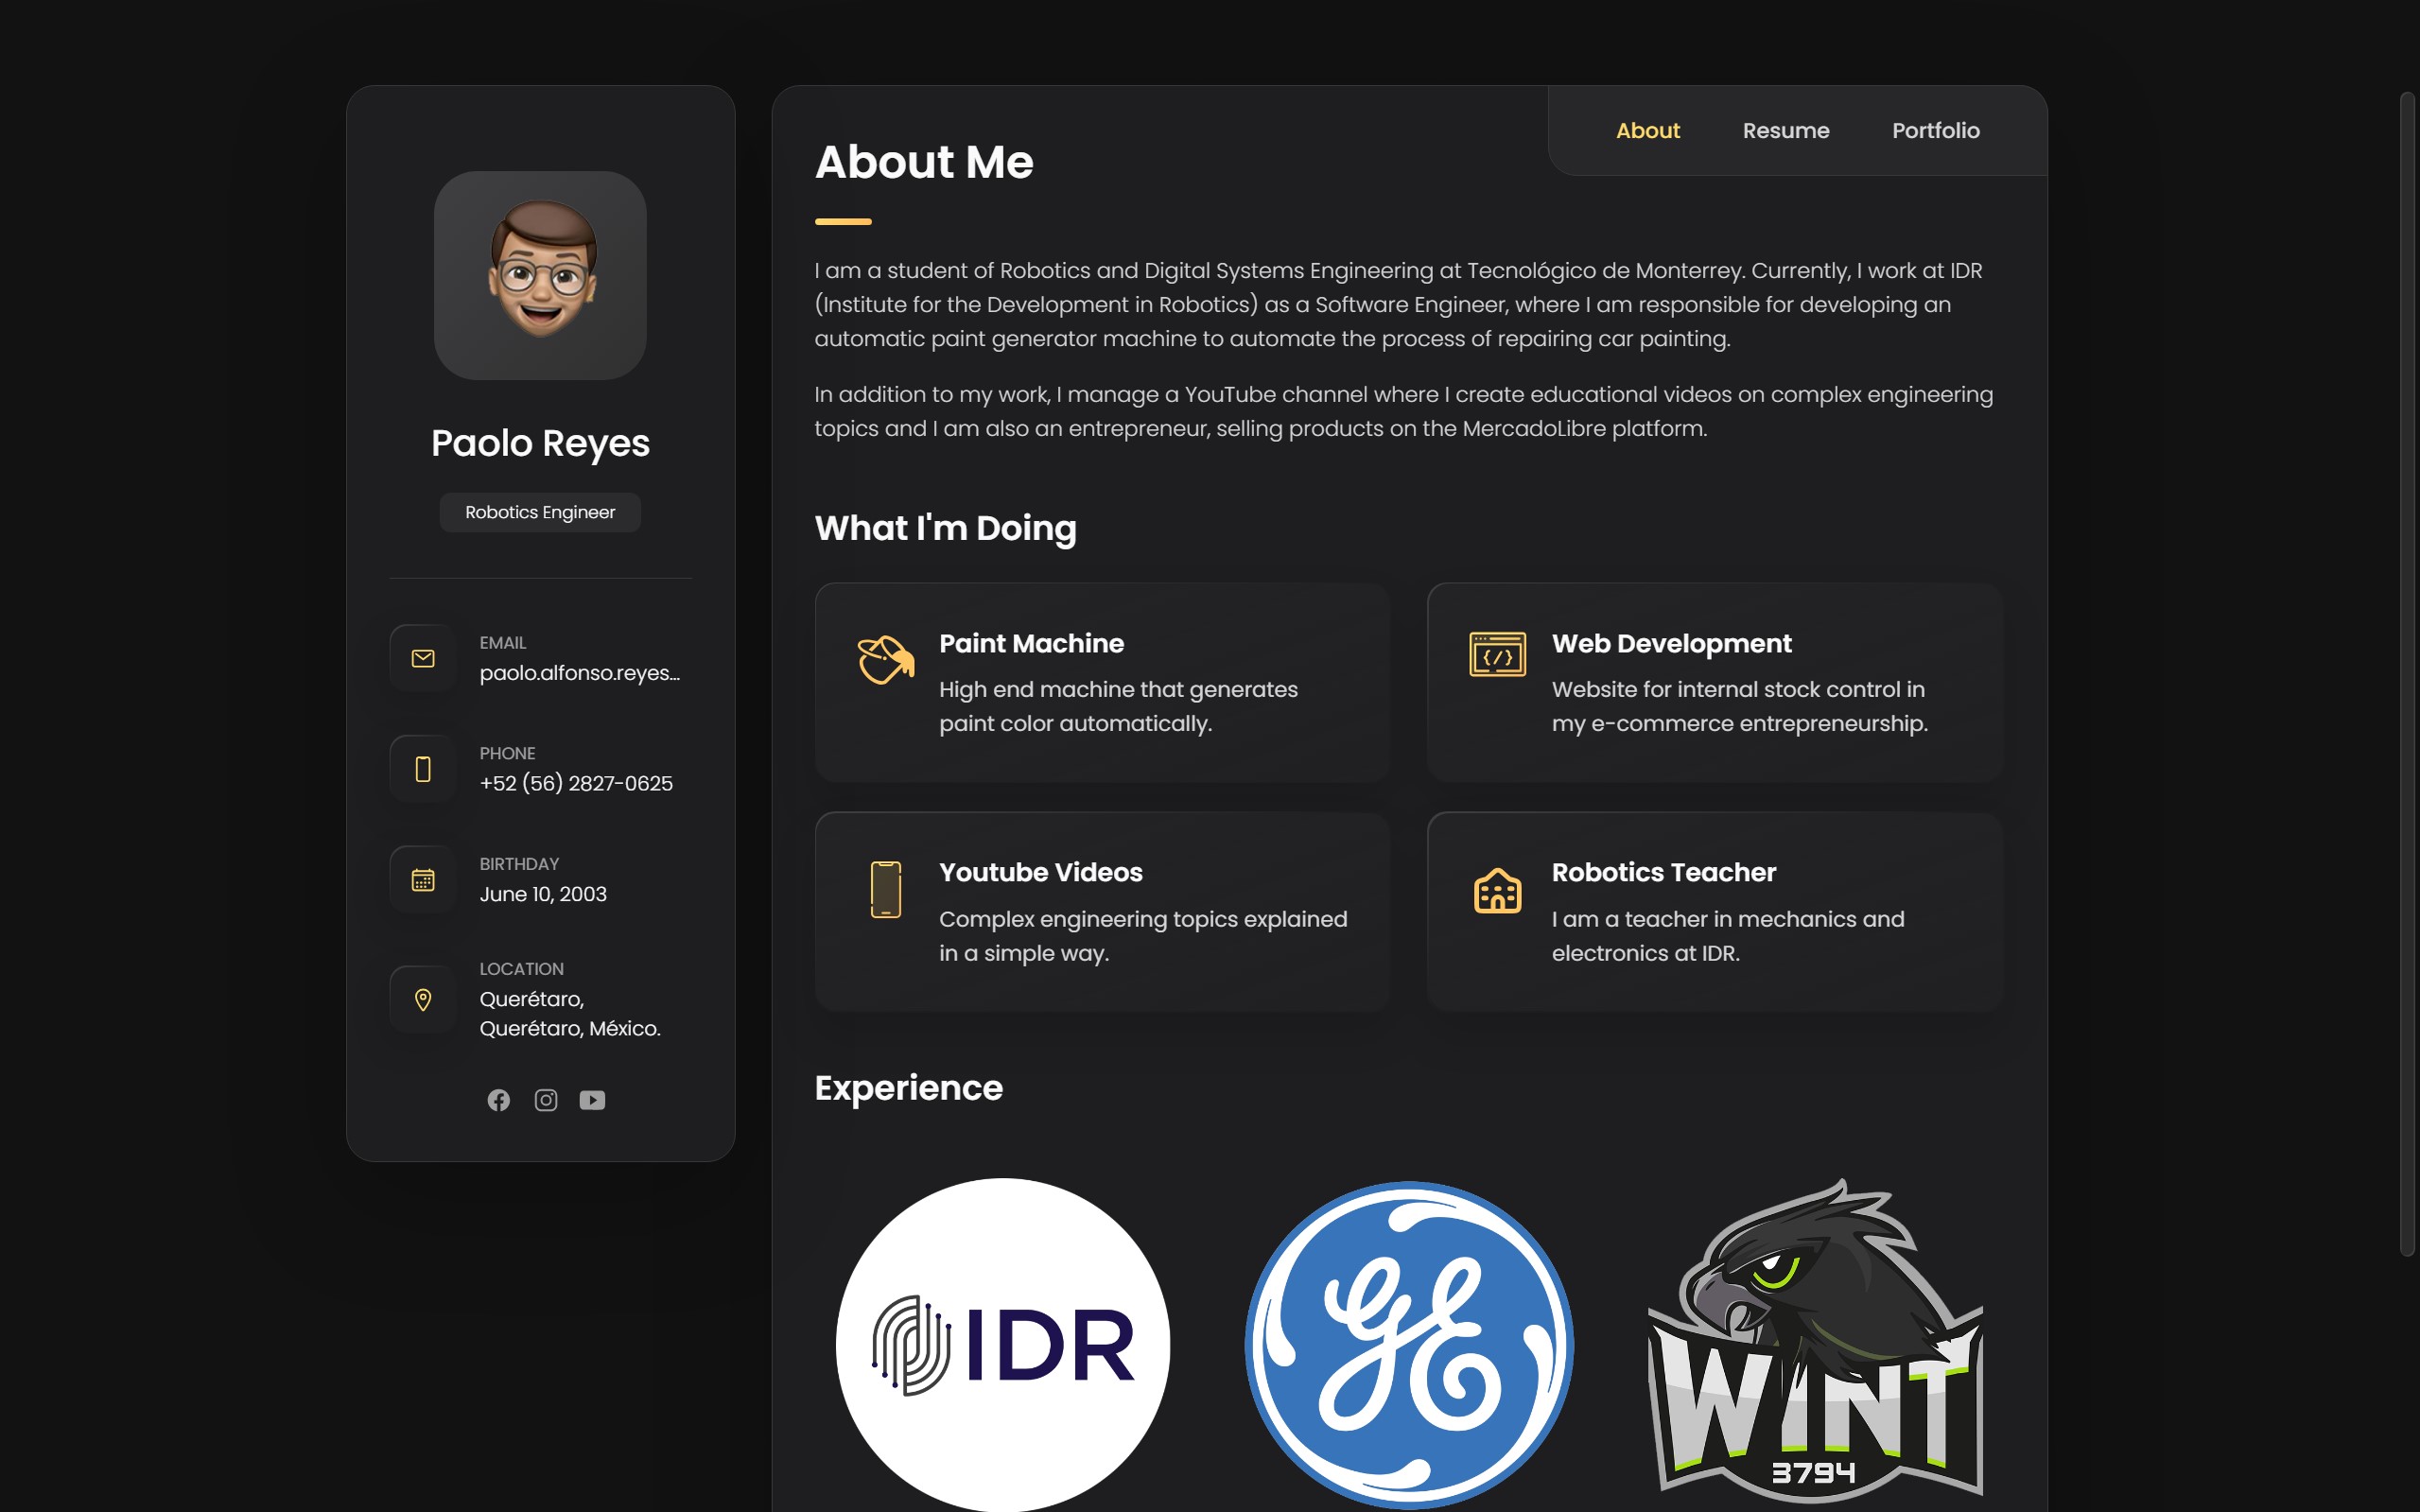 Paolo Reyes
Robotics Engineer
EMAIL
paolo.alfonso.reyes...
PHONE
+52 (56) 2827-0625
BIRTHDAY
June 10, 2003
LOCATION
Querétaro,
Querétaro, México.
About
Resume
Portfolio
About Me
I am a student of Robotics and Digital Systems Engineering at Tecnológico de Monterrey. Currently, I work at IDR
(Institute for the Development in Robotics) as a Software Engineer, where I am responsible for developing an
automatic paint generator machine to automate the process of repairing car painting.
In addition to my work, I manage a YouTube channel where I create educational videos on complex engineering
topics and I am also an entrepreneur, selling products on the MercadoLibre platform.
What I'm Doing
Paint Machine
High end machine that generates
paint color automatically.
Web Development
Website for internal stock control in
my e-commerce entrepreneurship.
Youtube Videos
Complex engineering topics explained
in a simple way.
Robotics Teacher
I am a teacher in mechanics and
electronics at IDR.
Experience
IDR
GE
WINT
3794